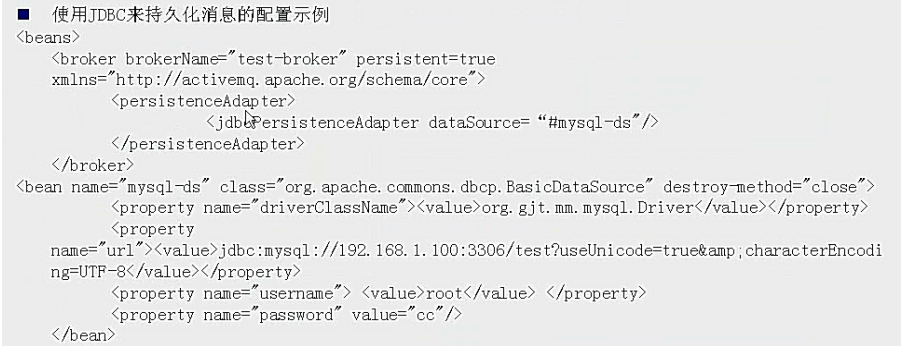 ■ 使用JDBC来持久化消息的配置示例
<beans>
<broker brokerName="test-broker" persistent=true
xmlns="http://activemq.apache.org/schema/core">
<persistenceAdapter>
<jdbcPersistenceAdapter dataSource= “#mysql-ds"/>
</persistenceAdapter>
</broker>
<bean name="mysql-ds" class="org.apache.commons.dbcp.BasicDataSource" destroy-method="close">
<property name="driverClassName"><value>org.gjt.mm.mysql.Driver</value></property>
<property
name="url"><value>jdbc:mysql://192.168.1.100:3306/test?useUnicode=true&amp;characterEncodi
ng=UTF-8</value></property>
<property name="username"> <value>root</value> </property>
<property name="password" value="cc"/>
</bean>